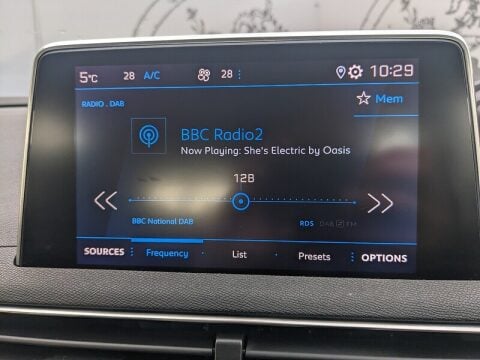 5°C 28 A/C 28 10:29
RADIO . DAB
Mem
BBC Radio2
Now Playing: She's Electric by Oasis
12B
BBC National DAB RDS DAB FM
SOURCES Frequency List Presets OPTIONS